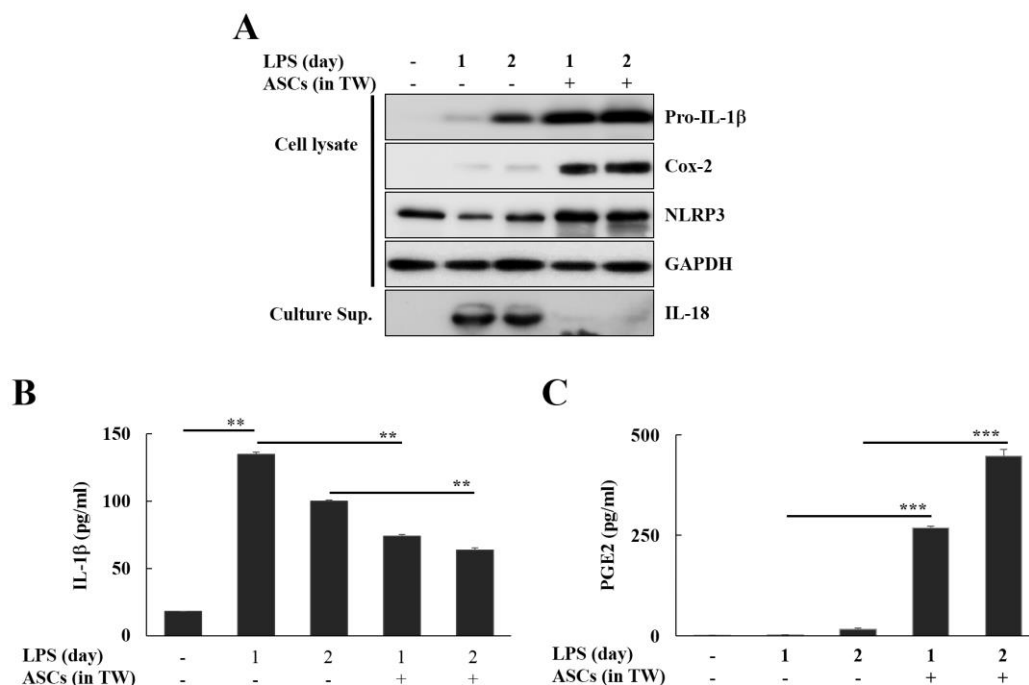 A
LPS (day) - 1 2 1 2
ASCs (in TW) - - - + +
Cell lysate
Pro-IL-1β
Cox-2
NLRP3
GAPDH
Culture Sup. IL-18
B
** ** **
150
100
50
0
IL-1β (pg/ml)
LPS (day) - 1 2 1 2
ASCs (in TW) - - - + +
C
*** ***
500
250
0
PGE2 (pg/ml)
LPS (day) - 1 2 1 2
ASCs (in TW) - - - + +